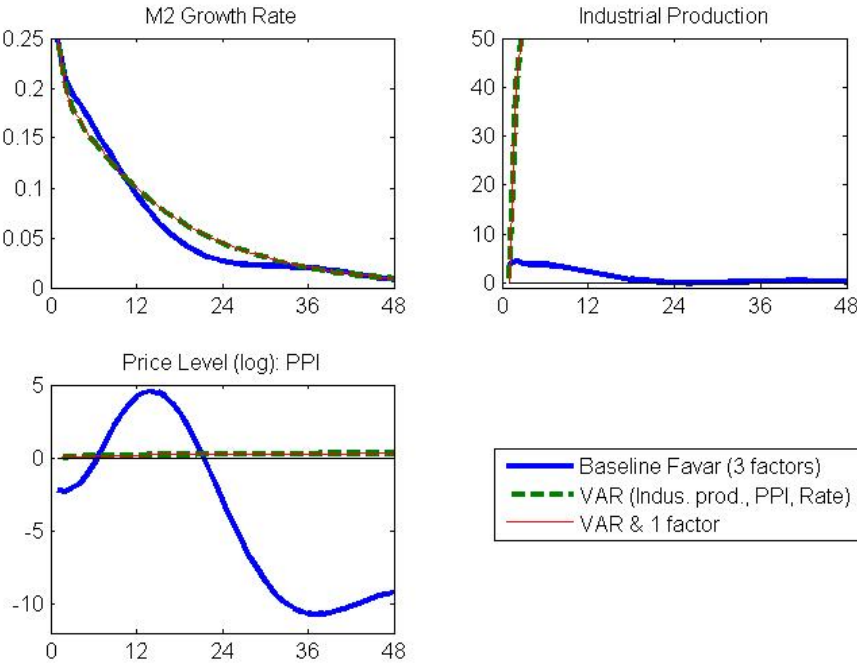 M2 Growth Rate
0.25
0.2
0.15
0.1
0.05
0
0 12 24 36 48
Industrial Production
50
40
30
20
10
0
0 12 24 36 48
Price Level (log): PPI
5
0
-5
-10
0 12 24 36 48
Baseline Favar (3 factors)
VAR (Indus. prod., PPI, Rate)
VAR & 1 factor